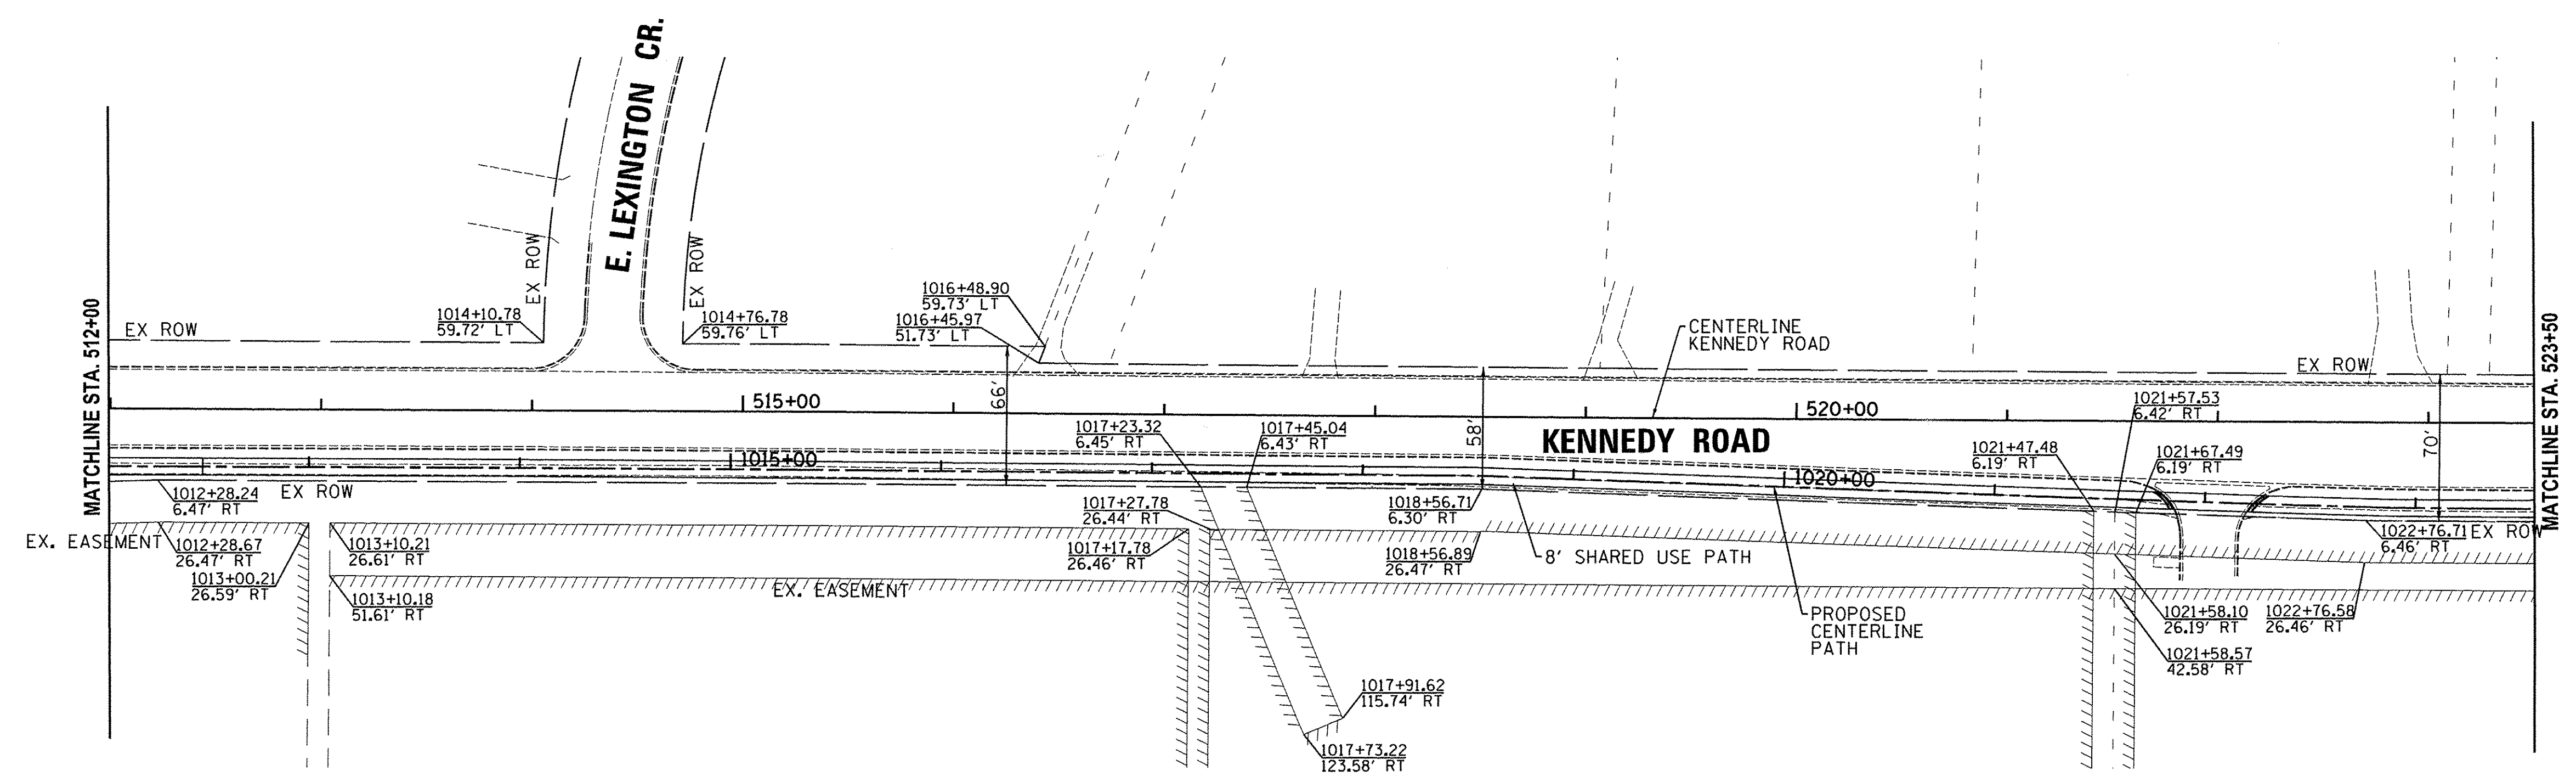 E. LEXINGTON CR.
MATCHLINE STA. 512+00
EX ROW
1014+10.78
59.72' LT
EX ROW
EX ROW
1014+76.78
59.76' LT
1016+48.90
59.73' LT
1016+45.97
51.73' LT
CENTERLINE
KENNEDY ROAD
EX ROW
MATCHLINE STA. 523+50
66'
58'
70'
515+00
520+00
KENNEDY ROAD
1017+23.32
6.45' RT
1017+45.04
6.43' RT
1021+57.53
6.42' RT
1021+47.48
6.19' RT
1021+67.49
6.19' RT
1015+00
1020+00
1012+28.24
6.47' RT
EX ROW
1017+27.78
26.44' RT
1018+56.71
6.30' RT
1022+76.71
6.46' RT
EX ROW
EX. EASEMENT
1012+28.67
26.47' RT
1013+00.21
26.59' RT
1013+10.21
26.61' RT
1013+10.18
51.61' RT
EX. EASEMENT
1017+17.78
26.46' RT
1018+56.89
26.47' RT
8' SHARED USE PATH
PROPOSED
CENTERLINE
PATH
1021+58.10
26.19' RT
1022+76.58
26.46' RT
1021+58.57
42.58' RT
1017+91.62
115.74' RT
1017+73.22
123.58' RT